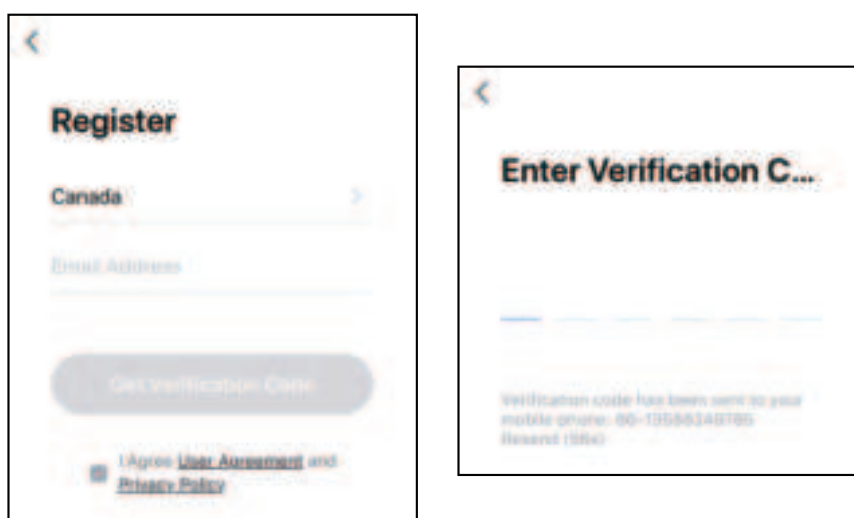 Register
Canada
Email Address
Get Verification Code
I Agree User Agreement and
Privacy Policy
Enter Verification C...
Verification code has been sent to your
mobile phone:
Resend